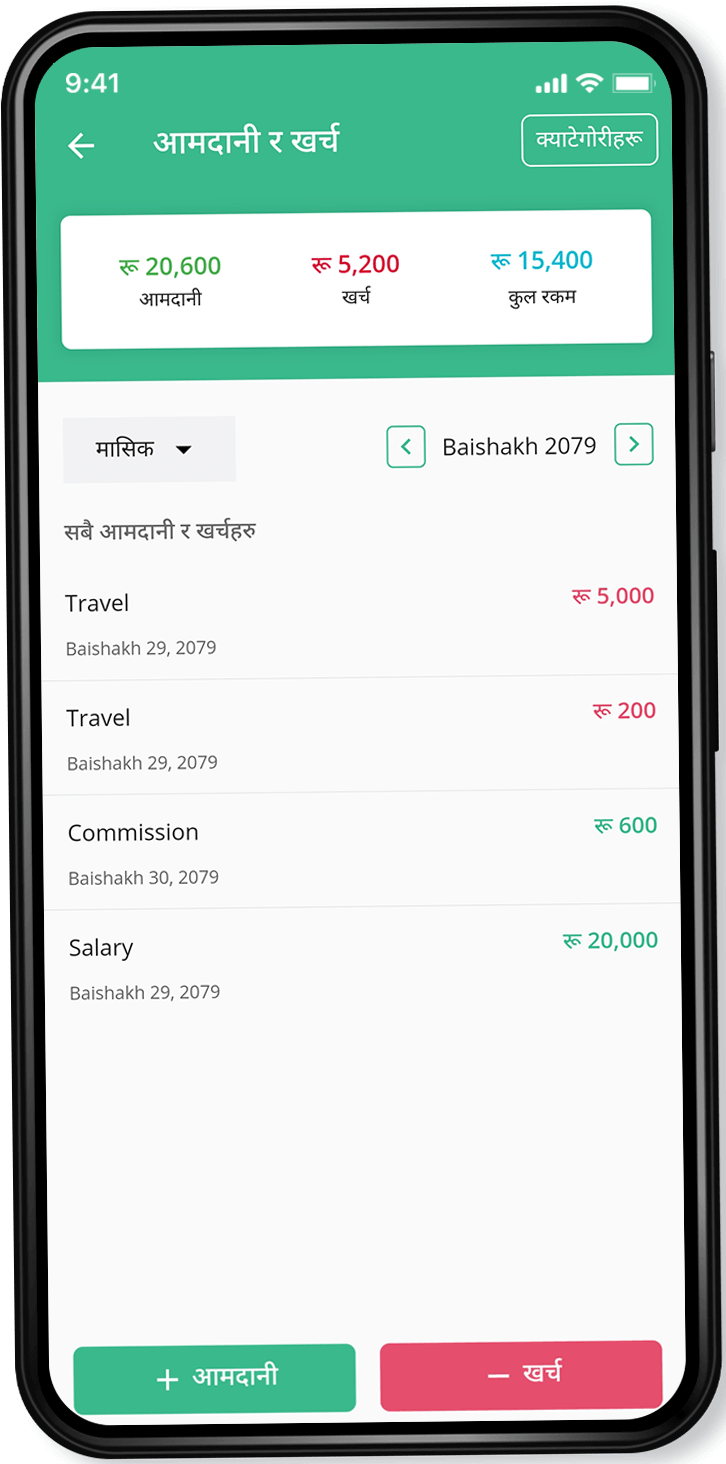 9:41
आमदानी र खर्च
क्याटेगोरीहरू
रू 20,600 रू 5,200 रू 15,400
आमदानी खर्च कुल रकम
मासिक
Baishakh 2079
सबै आमदानी र खर्चहरु
Travel रू 5,000
Baishakh 29, 2079
Travel रू 200
Baishakh 29, 2079
Commission रू 600
Baishakh 30, 2079
Salary रू 20,000
Baishakh 29, 2079
+ आमदानी
– खर्च